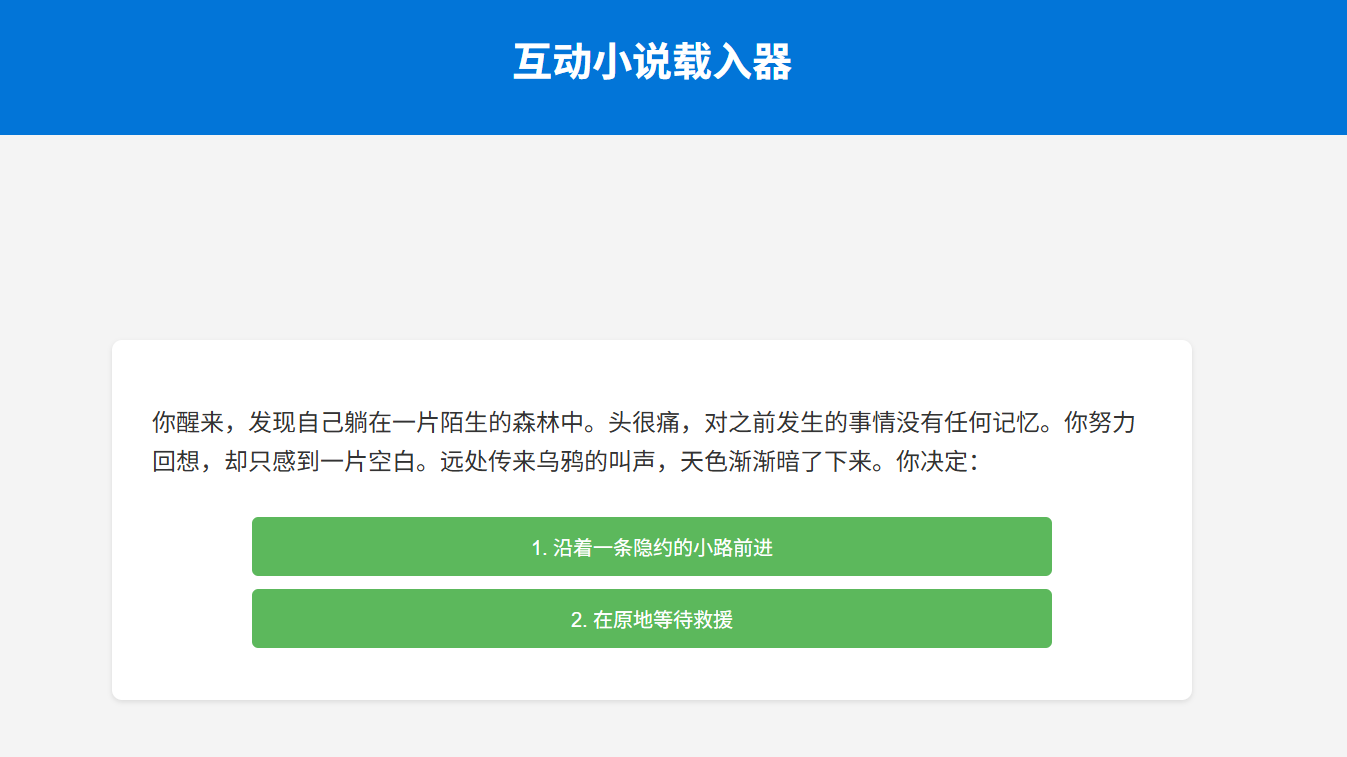 互动小说载入器
你醒来，发现自己躺在一片陌生的森林中。头很痛，对之前发生的事情没有任何记忆。你努力
回想，却只感到一片空白。远处传来乌鸦的叫声，天色渐渐暗了下来。你决定：
1. 沿着一条隐约的小路前进
2. 在原地等待救援